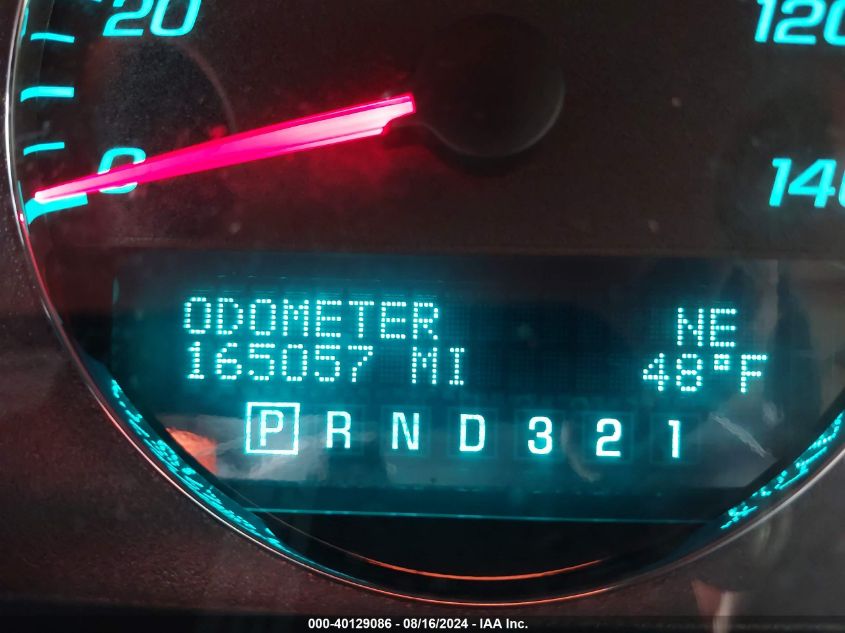 20
120
0
140
ODOMETER NE
165057 MI 48°F
P R N D 3 2 1
000-40129086 - 08/16/2024 - IAA Inc.